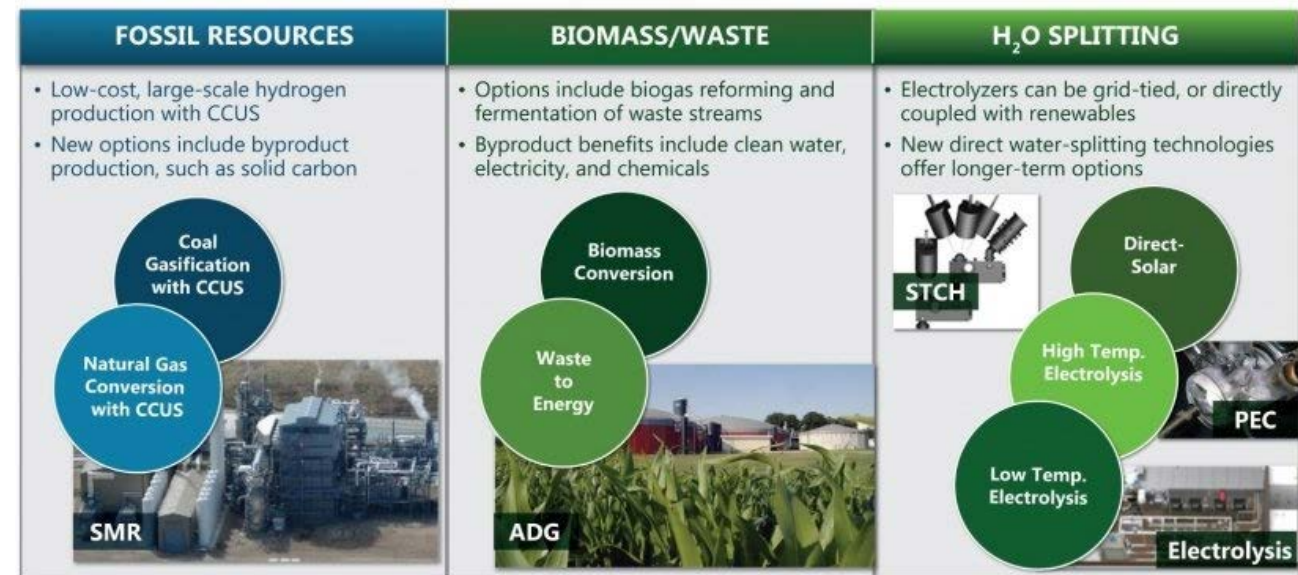 FOSSIL RESOURCES
• Low-cost, large-scale hydrogen
production with CCUS
• New options include byproduct
production, such as solid carbon
Coal
Gasification
with CCUS
Natural Gas
Conversion
with CCUS
SMR
BIOMASS/WASTE
• Options include biogas reforming and
fermentation of waste streams
• Byproduct benefits include clean water,
electricity, and chemicals
Biomass
Conversion
Waste
to
Energy
ADG
H₂O SPLITTING
• Electrolyzers can be grid-tied, or directly
coupled with renewables
• New direct water-splitting technologies
offer longer-term options
STCH
Direct-
Solar
High Temp.
Electrolysis
PEC
Low Temp.
Electrolysis
Electrolysis